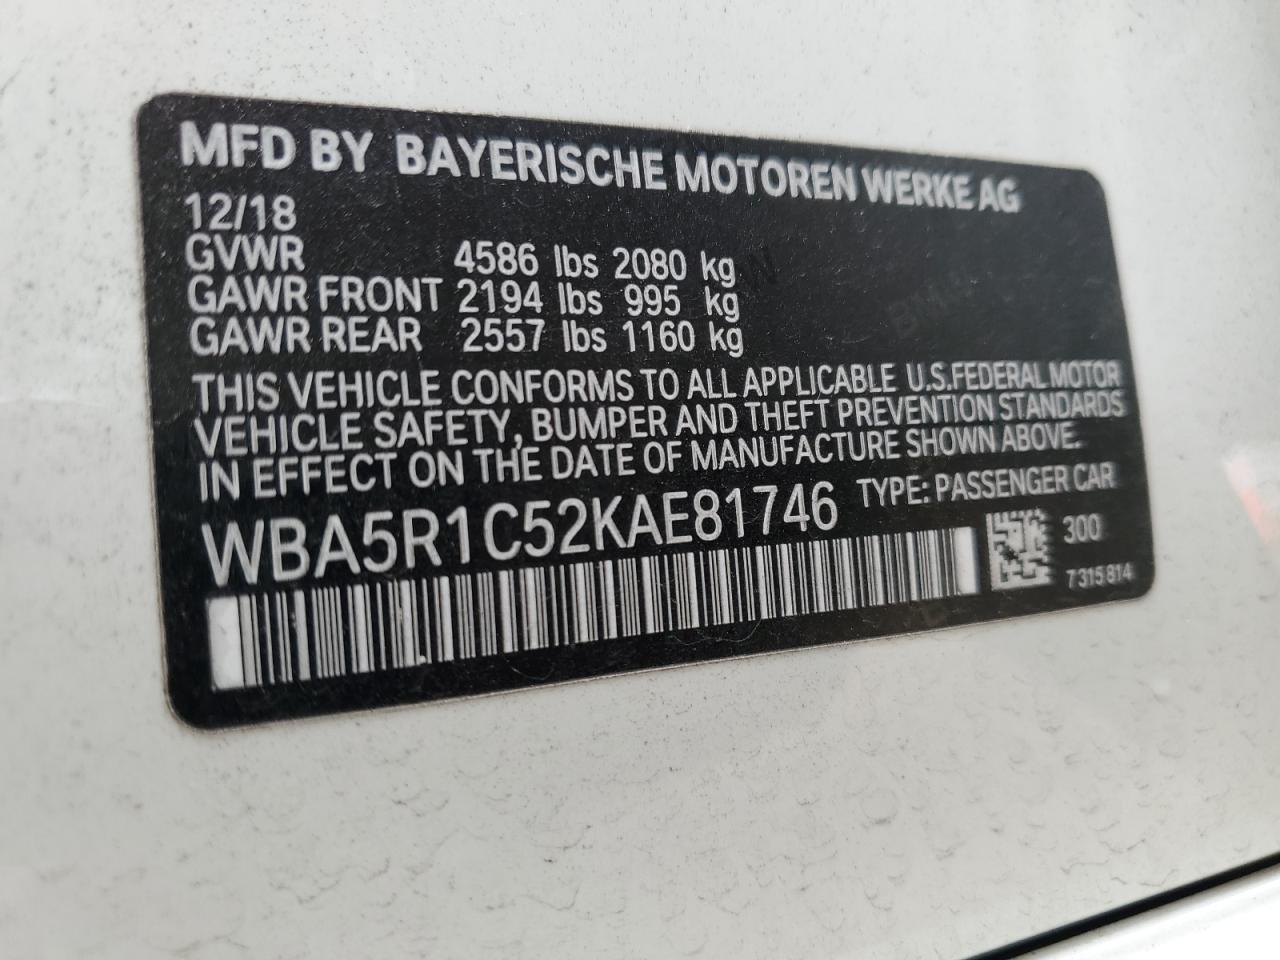 MFD BY BAYERISCHE MOTOREN WERKE AG
12/18
GVWR 4586 lbs 2080 kg
GAWR FRONT 2194 lbs 995 kg
GAWR REAR 2557 lbs 1160 kg
THIS VEHICLE CONFORMS TO ALL APPLICABLE U.S.FEDERAL MOTOR
VEHICLE SAFETY, BUMPER AND THEFT PREVENTION STANDARDS
IN EFFECT ON THE DATE OF MANUFACTURE SHOWN ABOVE.
WBA5R1C52KAE81746 TYPE: PASSENGER CAR
300
7315814